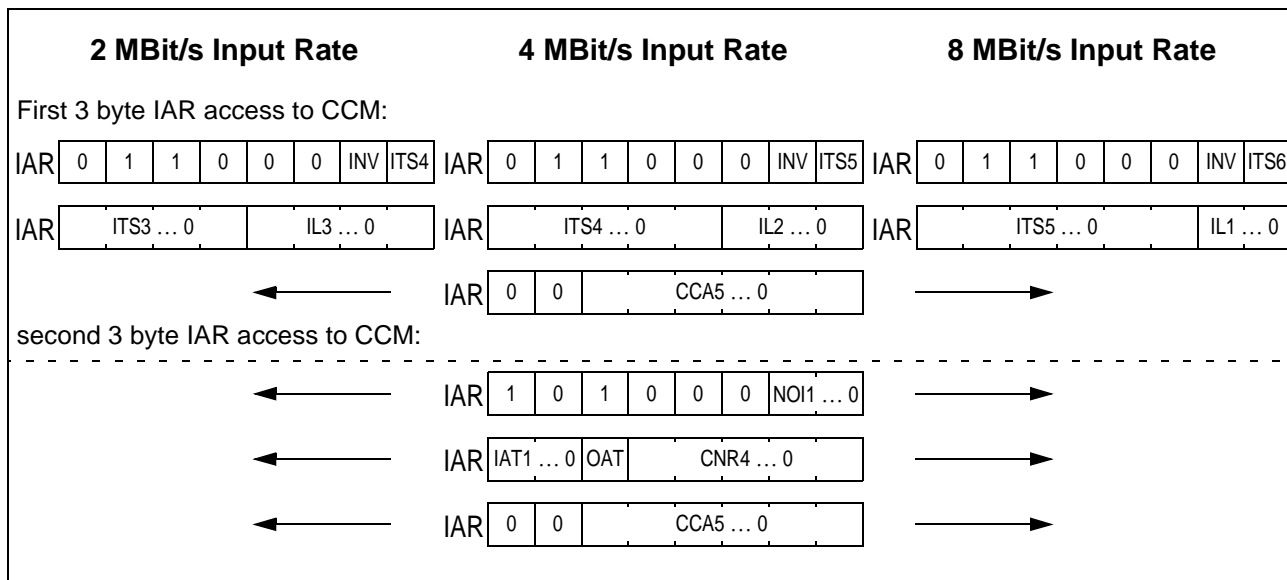 2 MBit/s Input Rate 4 MBit/s Input Rate 8 MBit/s Input Rate
First 3 byte IAR access to CCM:
IAR 0 1 1 0 0 0 INV ITS4 IAR 0 1 1 0 0 0 INV ITS5 IAR 0 1 1 0 0 0 INV ITS6
IAR ITS3 … 0 IL3 … 0 IAR ITS4 … 0 IL2 … 0 IAR ITS5 … 0 IL1 … 0
IAR 0 0 CCA5 … 0
second 3 byte IAR access to CCM:
IAR 1 0 1 0 0 0 NOI1 … 0
IAR IAT1 … 0 OAT CNR4 … 0
IAR 0 0 CCA5 … 0